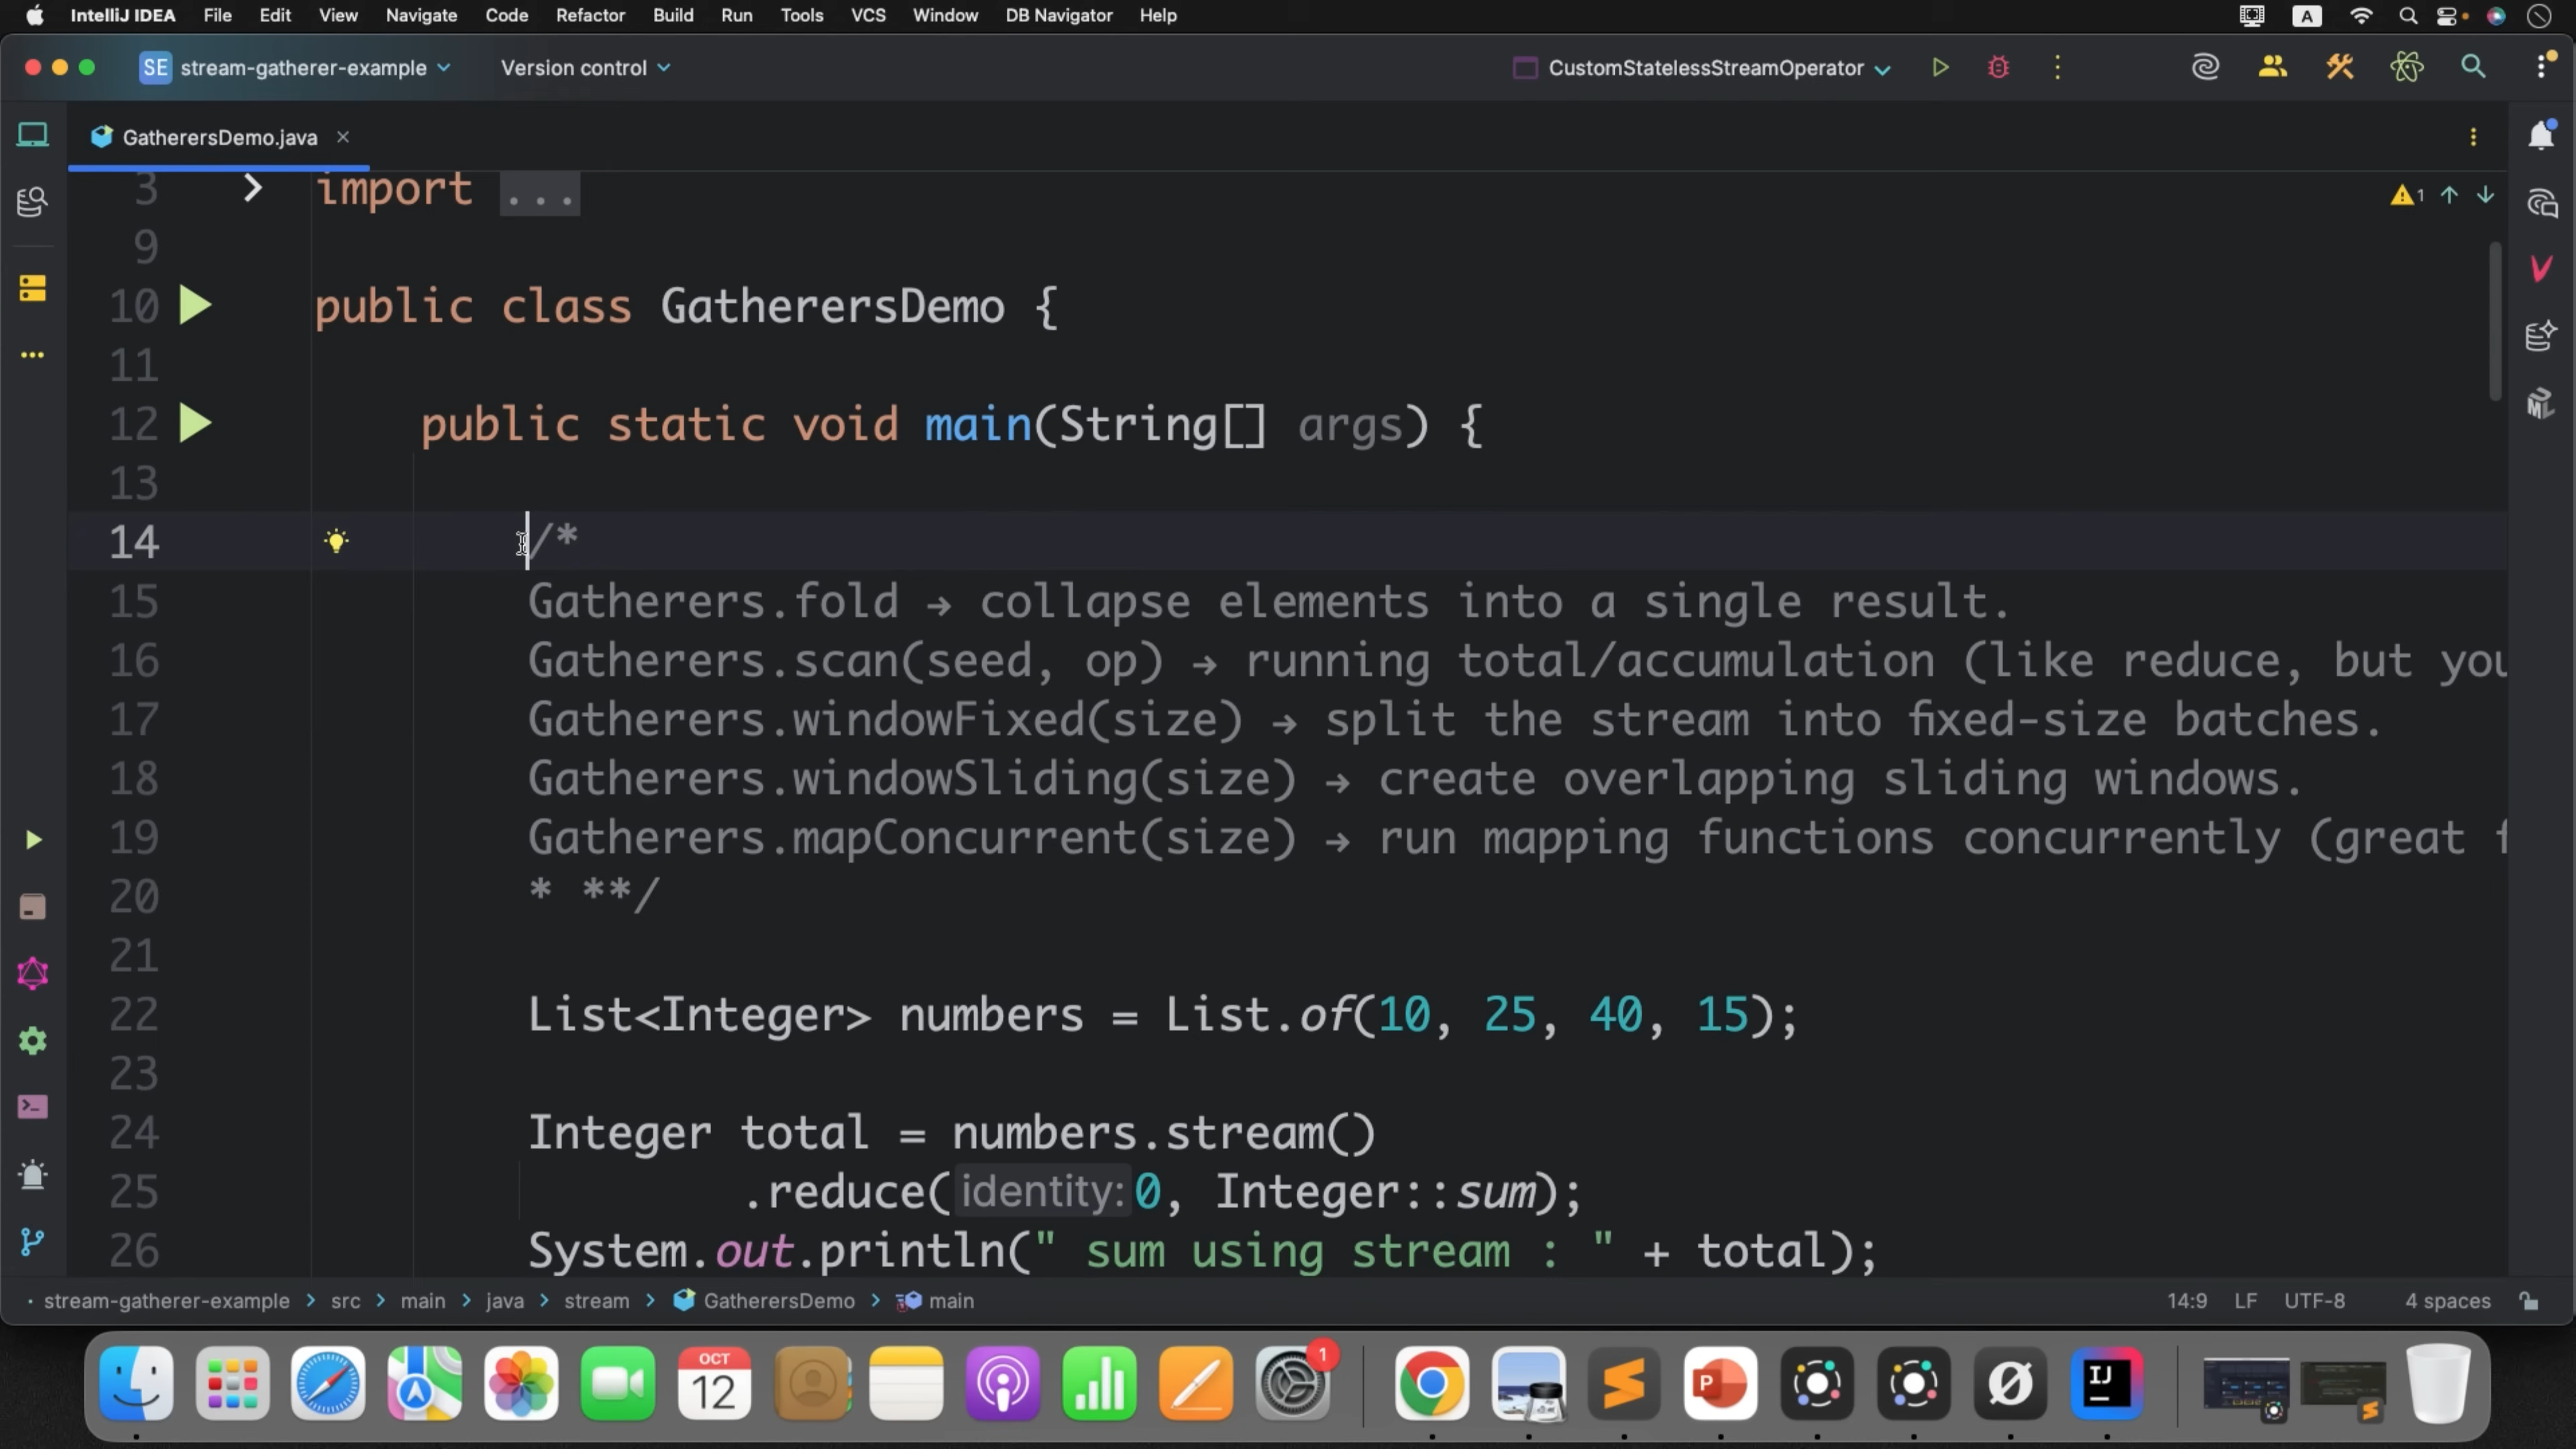 IntelliJ IDEA File Edit View Navigate Code Refactor Build Run Tools VCS Window DB Navigator Help A
SE stream-gatherer-example Version control CustomStatelessStreamOperator
GatherersDemo.java
3 import ...
1
9
10 public class GatherersDemo {
11
12 public static void main(String[] args) {
13
14 /*
15 Gatherers.fold → collapse elements into a single result.
16 Gatherers.scan(seed, op) → running total/accumulation (like reduce, but you
17 Gatherers.windowFixed(size) → split the stream into fixed-size batches.
18 Gatherers.windowSliding(size) → create overlapping sliding windows.
19 Gatherers.mapConcurrent(size) → run mapping functions concurrently (great f
20 * **/
21
22 List<Integer> numbers = List.of(10, 25, 40, 15);
23
24 Integer total = numbers.stream()
25 .reduce(identity: 0, Integer::sum);
26 System.out.println(" sum using stream : " + total);
stream-gatherer-example > src > main > java > stream > GatherersDemo > main 14:9 LF UTF-8 4 spaces
OCT
12
1
P
IJ